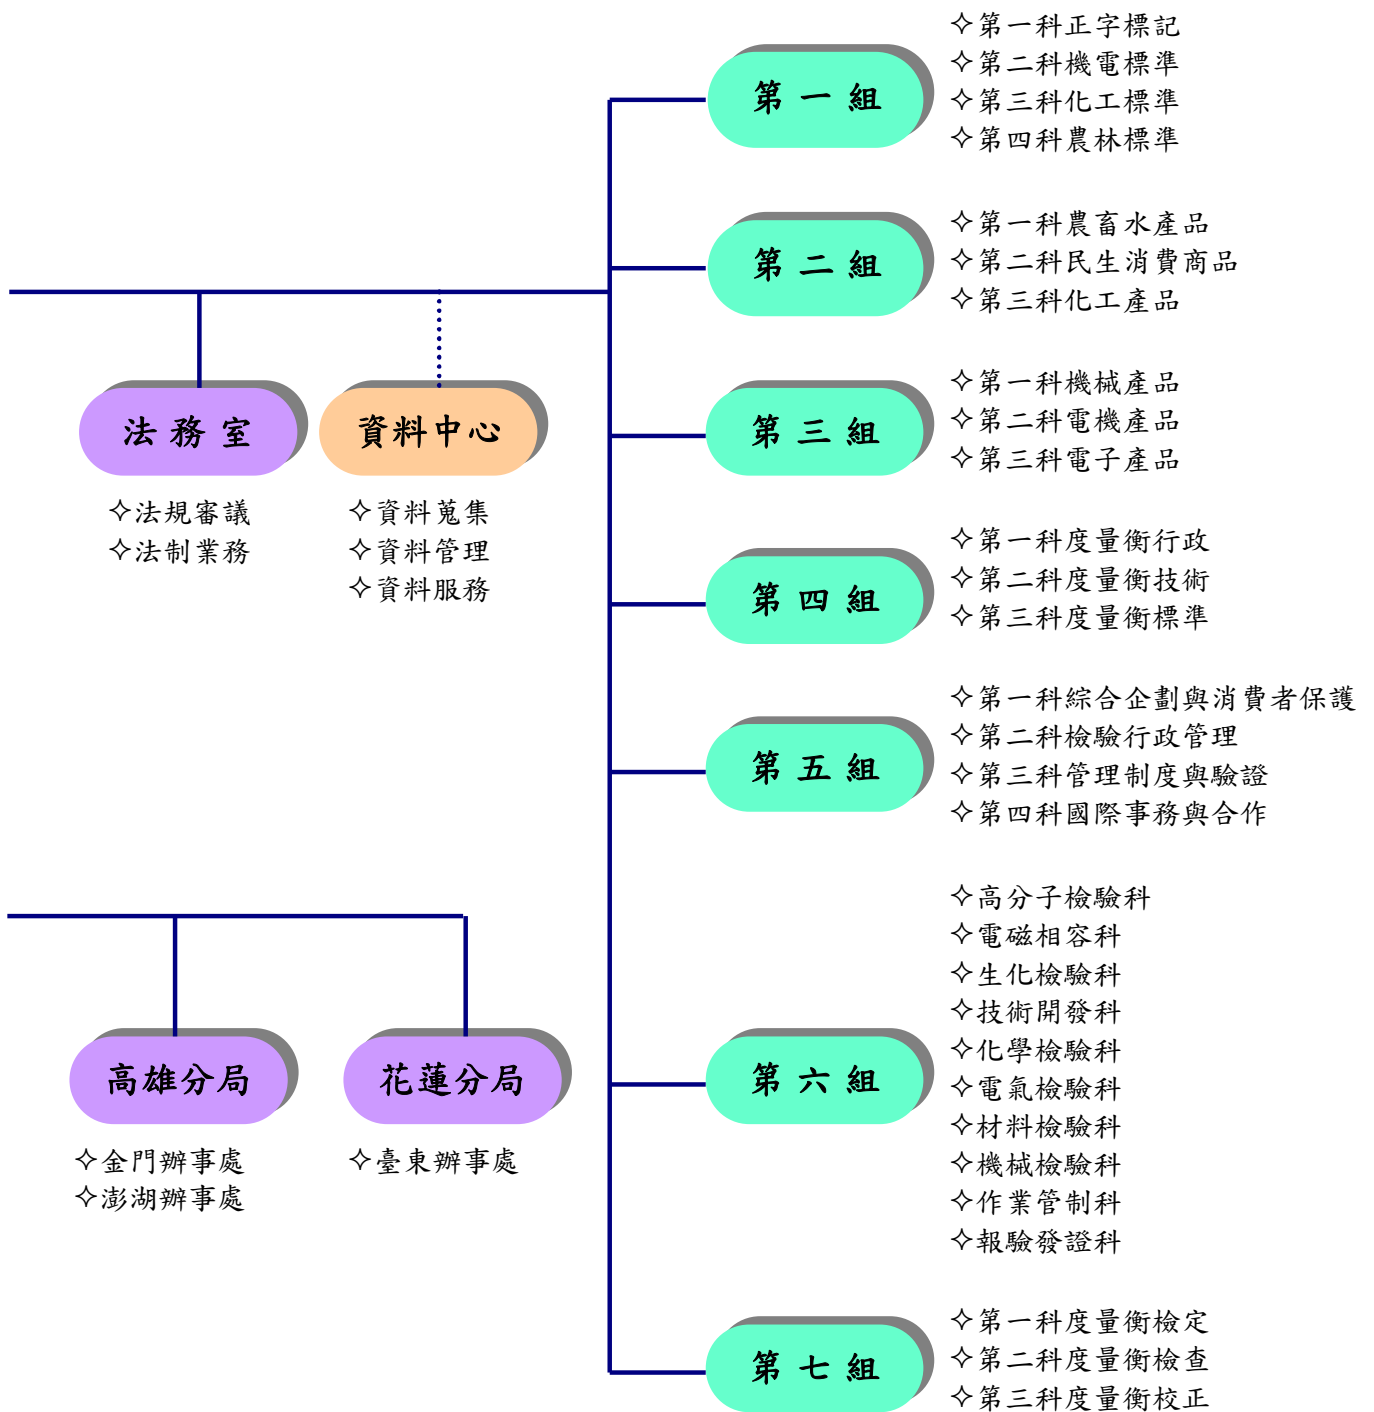 第一組
✧第一科正字標記
✧第二科機電標準
✧第三科化工標準
✧第四科農林標準
第二組
✧第一科農畜水產品
✧第二科民生消費商品
✧第三科化工產品
法務室
✧法規審議
✧法制業務
資料中心
✧資料蒐集
✧資料管理
✧資料服務
第三組
✧第一科機械產品
✧第二科電機產品
✧第三科電子產品
第四組
✧第一科度量衡行政
✧第二科度量衡技術
✧第三科度量衡標準
第五組
✧第一科綜合企劃與消費者保護
✧第二科檢驗行政管理
✧第三科管理制度與驗證
✧第四科國際事務與合作
高雄分局
✧金門辦事處
✧澎湖辦事處
花蓮分局
✧臺東辦事處
第六組
✧高分子檢驗科
✧電磁相容科
✧生化檢驗科
✧技術開發科
✧化學檢驗科
✧電氣檢驗科
✧材料檢驗科
✧機械檢驗科
✧作業管制科
✧報驗發證科
第七組
✧第一科度量衡檢定
✧第二科度量衡檢查
✧第三科度量衡校正